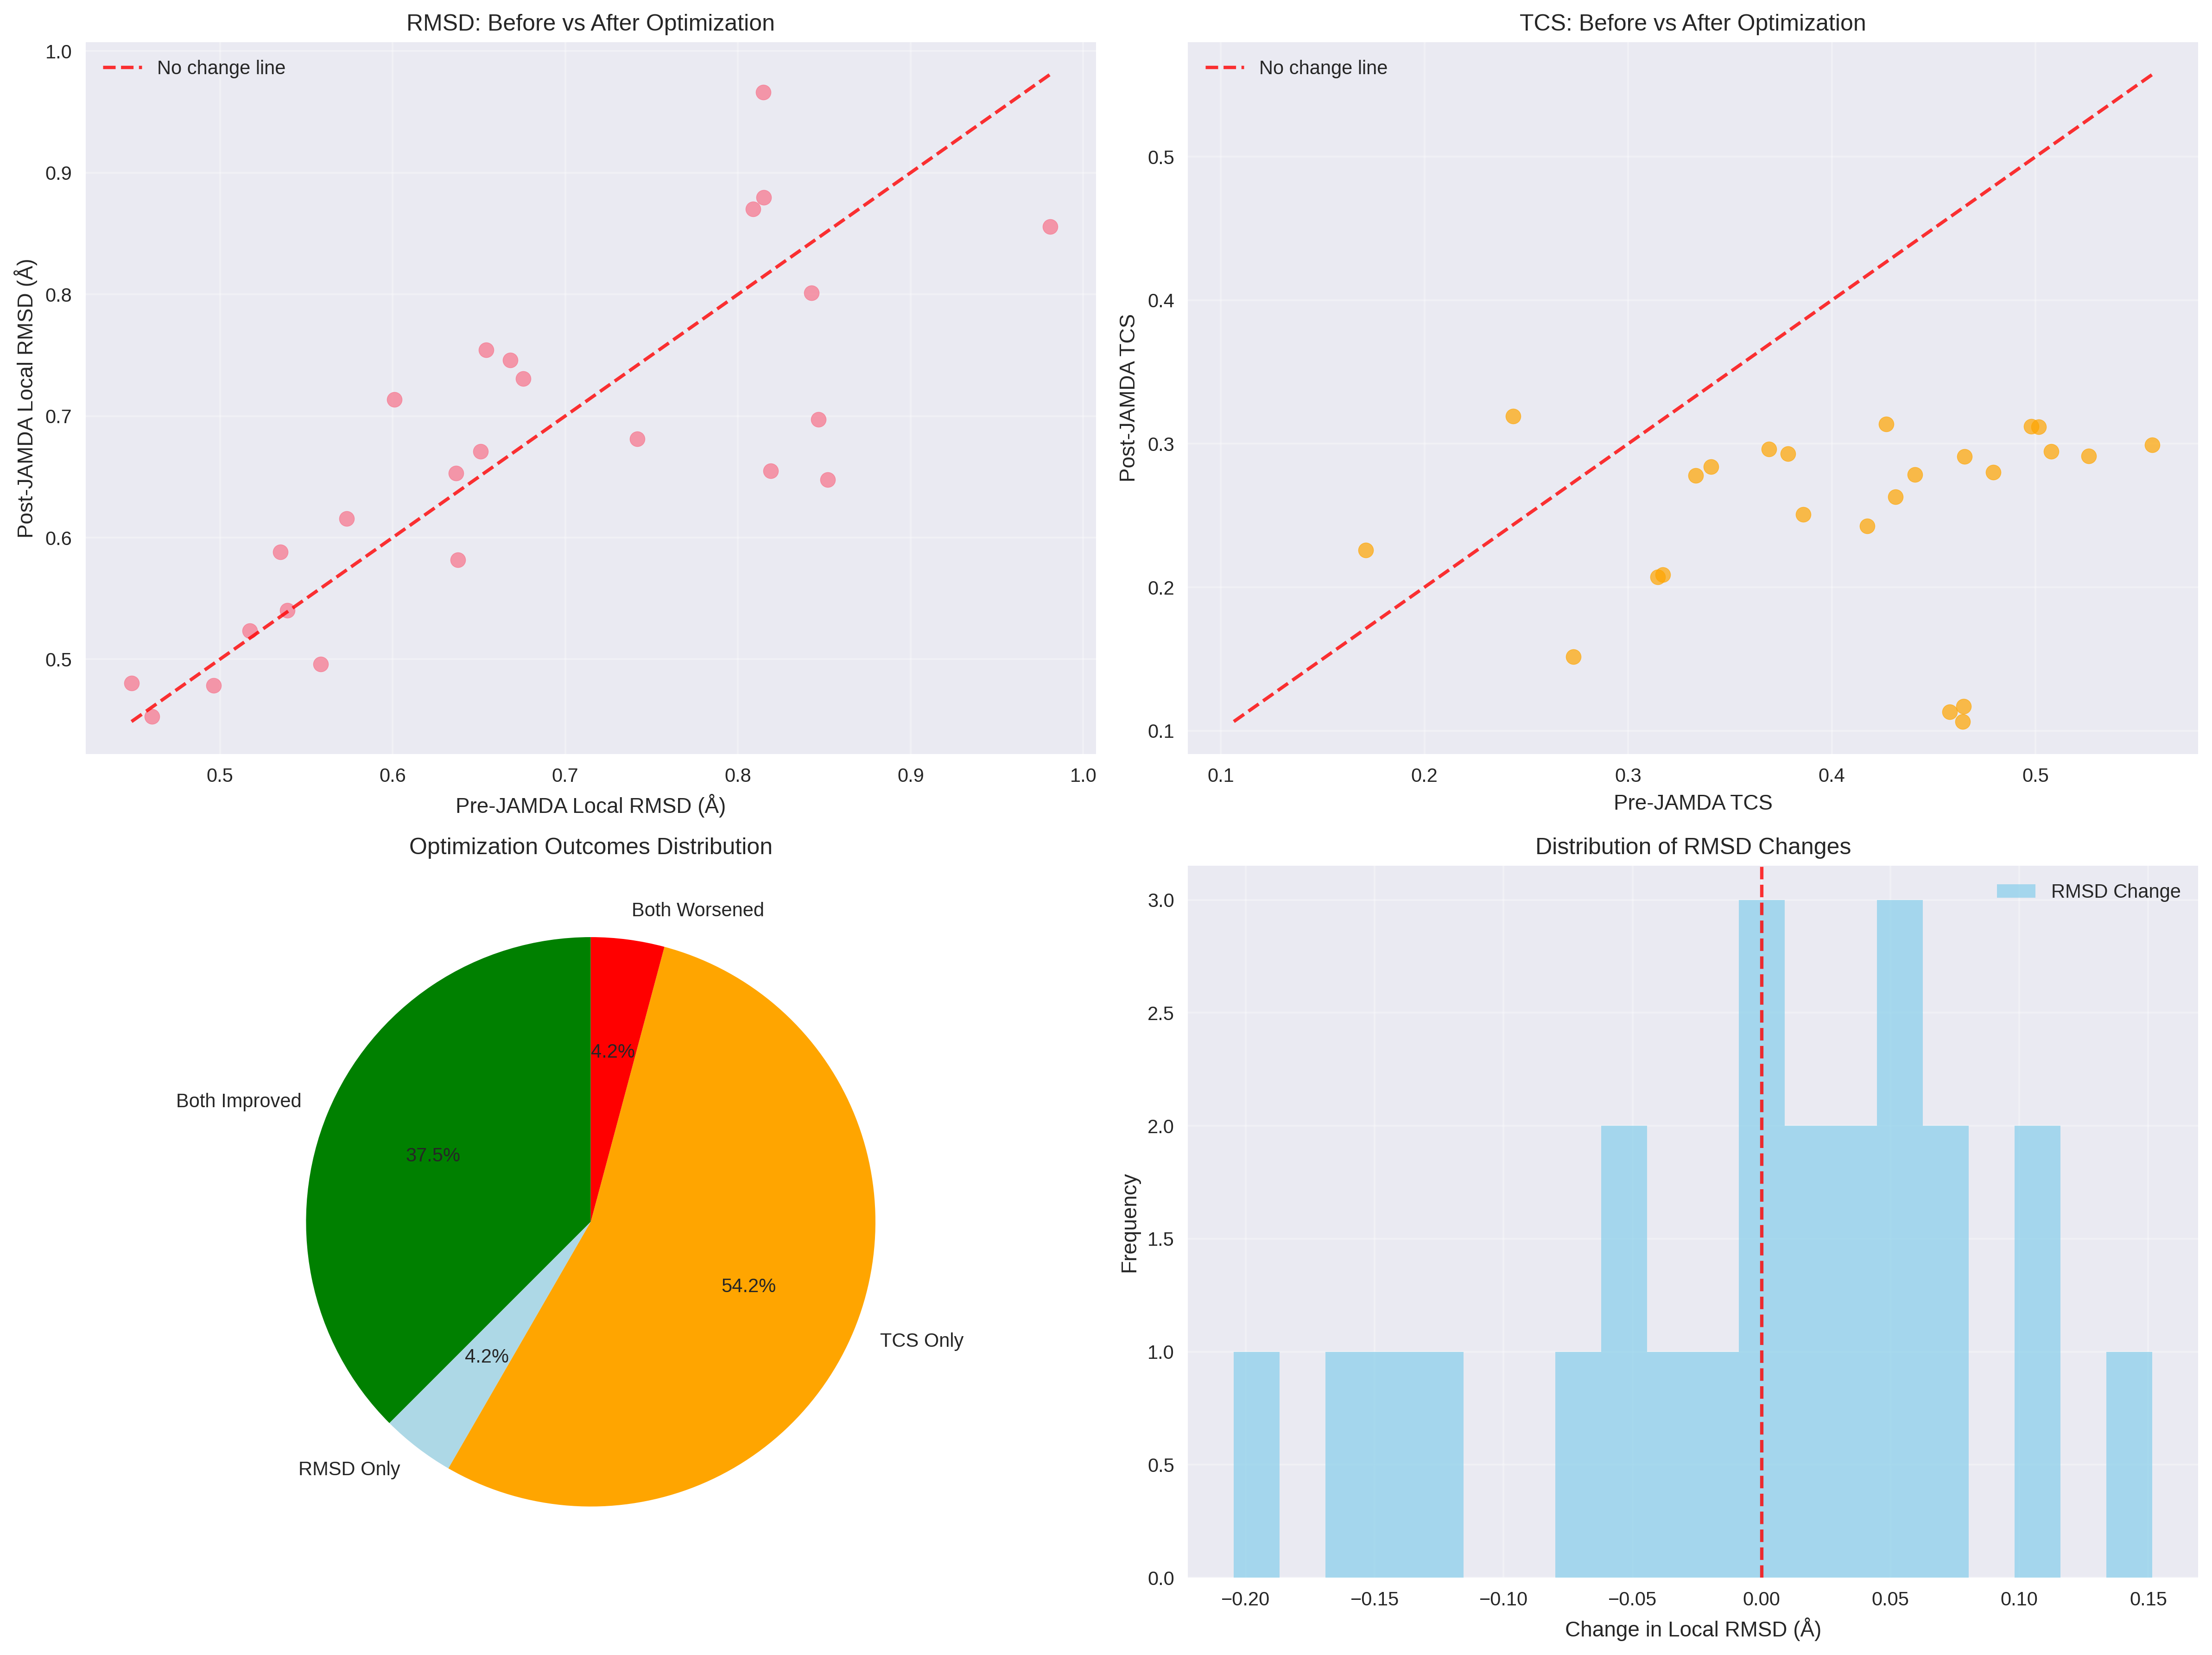 RMSD: Before vs After Optimization
No change line
1.0
0.9
0.8
0.7
0.6
0.5
Post-JAMDA Local RMSD (Å)
0.5 0.6 0.7 0.8 0.9 1.0
Pre-JAMDA Local RMSD (Å)
TCS: Before vs After Optimization
No change line
0.5
0.4
0.3
0.2
0.1
Post-JAMDA TCS
0.1 0.2 0.3 0.4 0.5
Pre-JAMDA TCS
Optimization Outcomes Distribution
Both Worsened
4.2%
Both Improved
37.5%
54.2%
TCS Only
4.2%
RMSD Only
Distribution of RMSD Changes
RMSD Change
3.0
2.5
2.0
1.5
1.0
0.5
0.0
Frequency
−0.20 −0.15 −0.10 −0.05 0.00 0.05 0.10 0.15
Change in Local RMSD (Å)